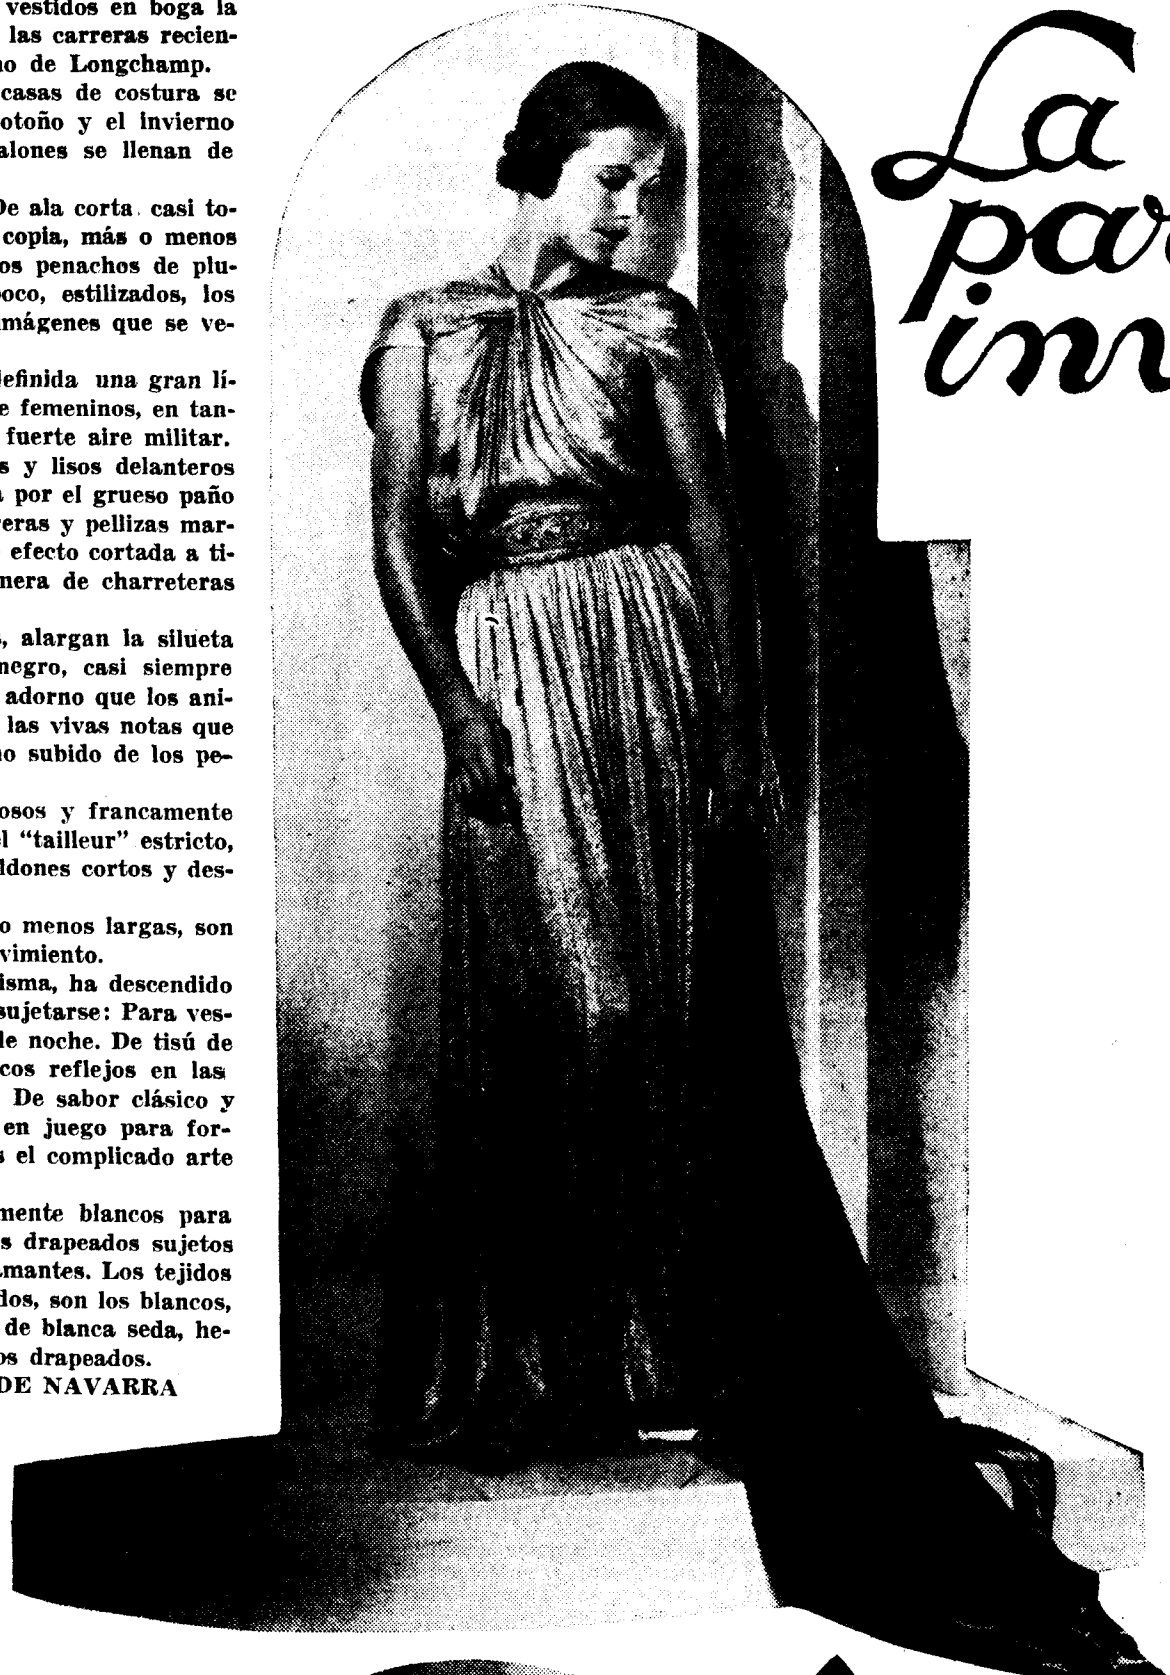 vestidos en boga la
las carreras recien-
o de Longchamp.
casas de costura se
otoño y el invierno
alones se llenan de
De ala corta casi to-
copia, más o menos
os penachos de plu-
oco, estilizados, los
imágenes que se ve-
definida una gran lí-
e femeninos, en tan-
fuerte aire militar.
s y lisos delanteros
a por el grueso paño
eras y pellizas mar-
efecto cortada a ti-
nera de charreteras
, alargan la silueta
negro, casi siempre
adorno que los ani-
las vivas notas que
no subido de los pe-
osos y francamente
el "tailleur" estricto,
ldones cortos y des-
o menos largas, son
vimiento.
isma, ha descendido
sujetarse: Para ves-
de noche. De tisú de
cos reflejos en las
De sabor clásico y
en juego para for-
s el complicado arte
mente blancos para
s drapeados sujetos
amantes. Los tejidos
dos, son los blancos,
de blanca seda, he-
os drapeados.
DE NAVARRA
La
par
inv